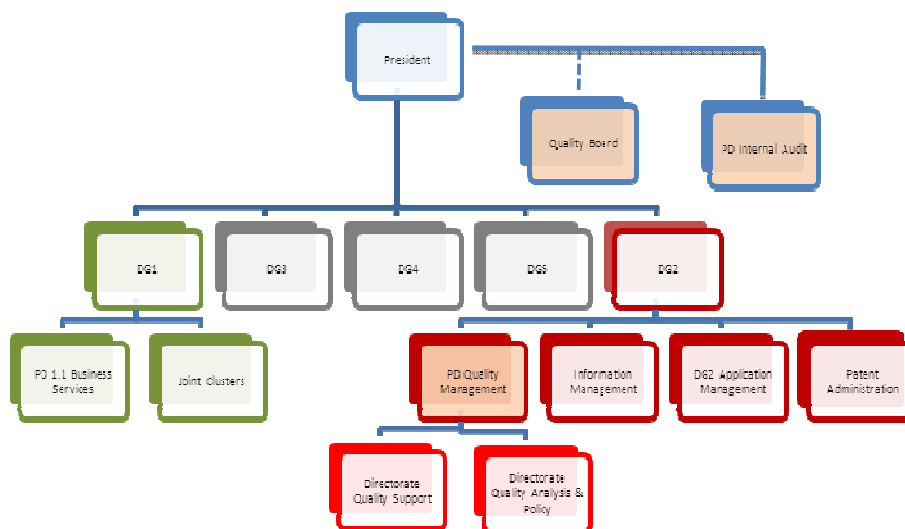 President
Quality Board
PD Internal Audit
DG1
DG3
DG4
DG5
DG2
PD 1.1 Business
Services
Joint Clusters
PD Quality
Management
Information
Management
DG2 Application
Management
Patent
Administration
Directorate
Quality Support
Directorate
Quality Analysis &
Policy